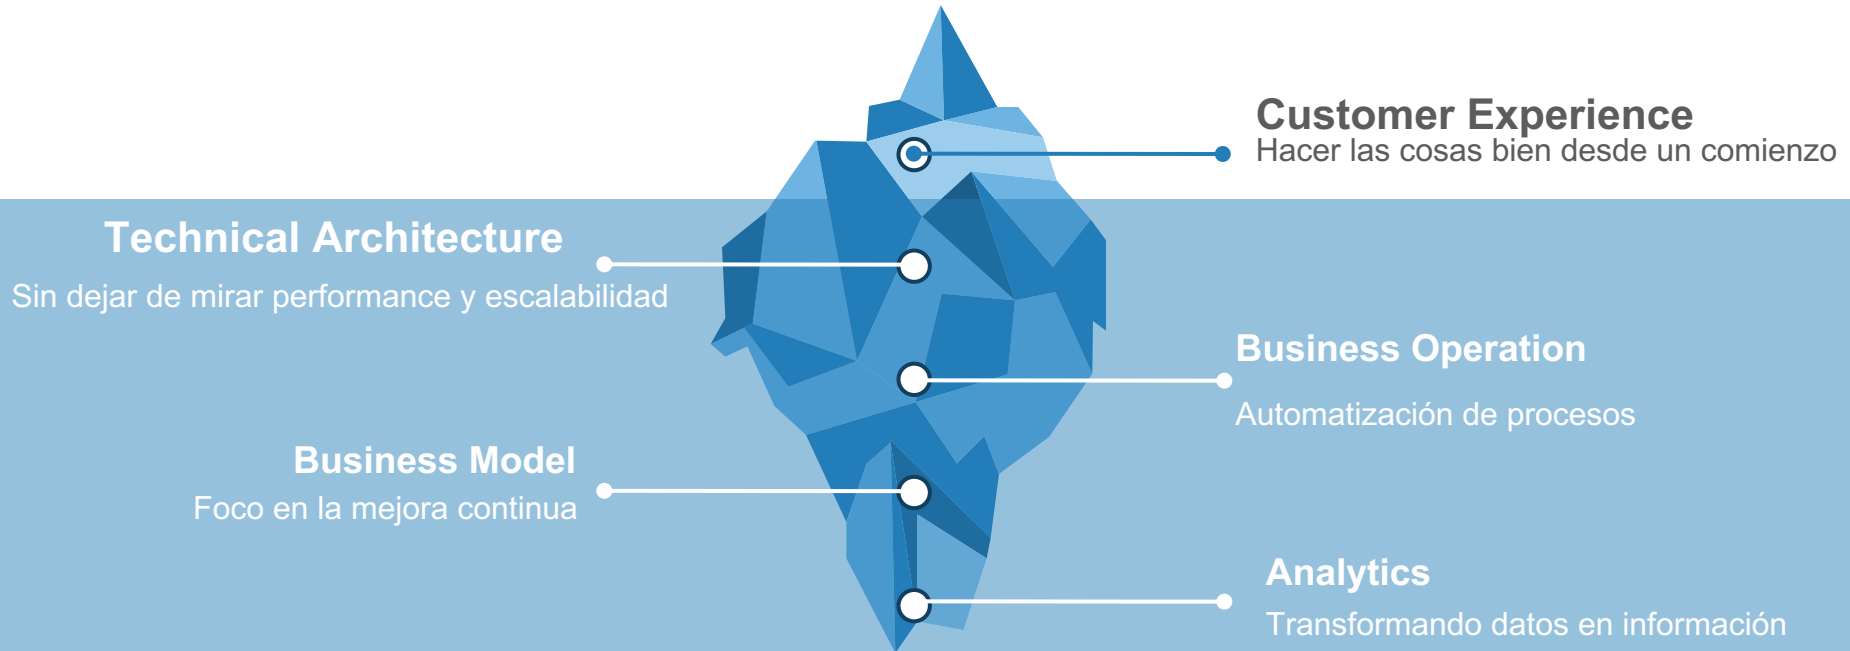 Customer Experience
Hacer las cosas bien desde un comienzo
Technical Architecture
Sin dejar de mirar performance y escalabilidad
Business Operation
Automatización de procesos
Business Model
Foco en la mejora continua
Analytics
Transformando datos en información